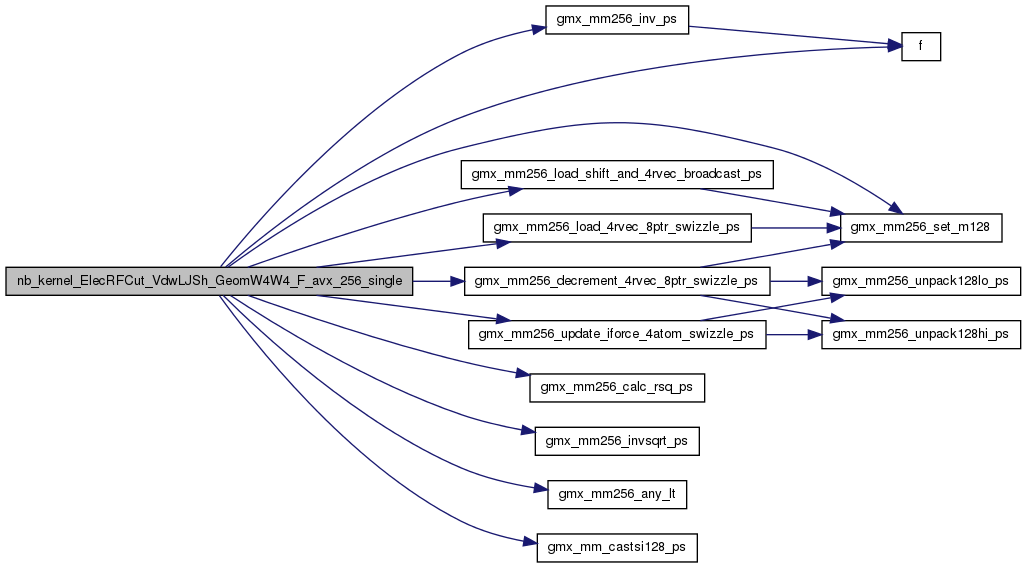 gmx_mm256_inv_ps
f
gmx_mm256_load_shift_and_4rvec_broadcast_ps
gmx_mm256_load_4rvec_8ptr_swizzle_ps
gmx_mm256_set_m128
nb_kernel_ElecRFCut_VdwLJSh_GeomW4W4_F_avx_256_single
gmx_mm256_decrement_4rvec_8ptr_swizzle_ps
gmx_mm256_unpack128lo_ps
gmx_mm256_update_iforce_4atom_swizzle_ps
gmx_mm256_unpack128hi_ps
gmx_mm256_calc_rsq_ps
gmx_mm256_invsqrt_ps
gmx_mm256_any_lt
gmx_mm_castsi128_ps